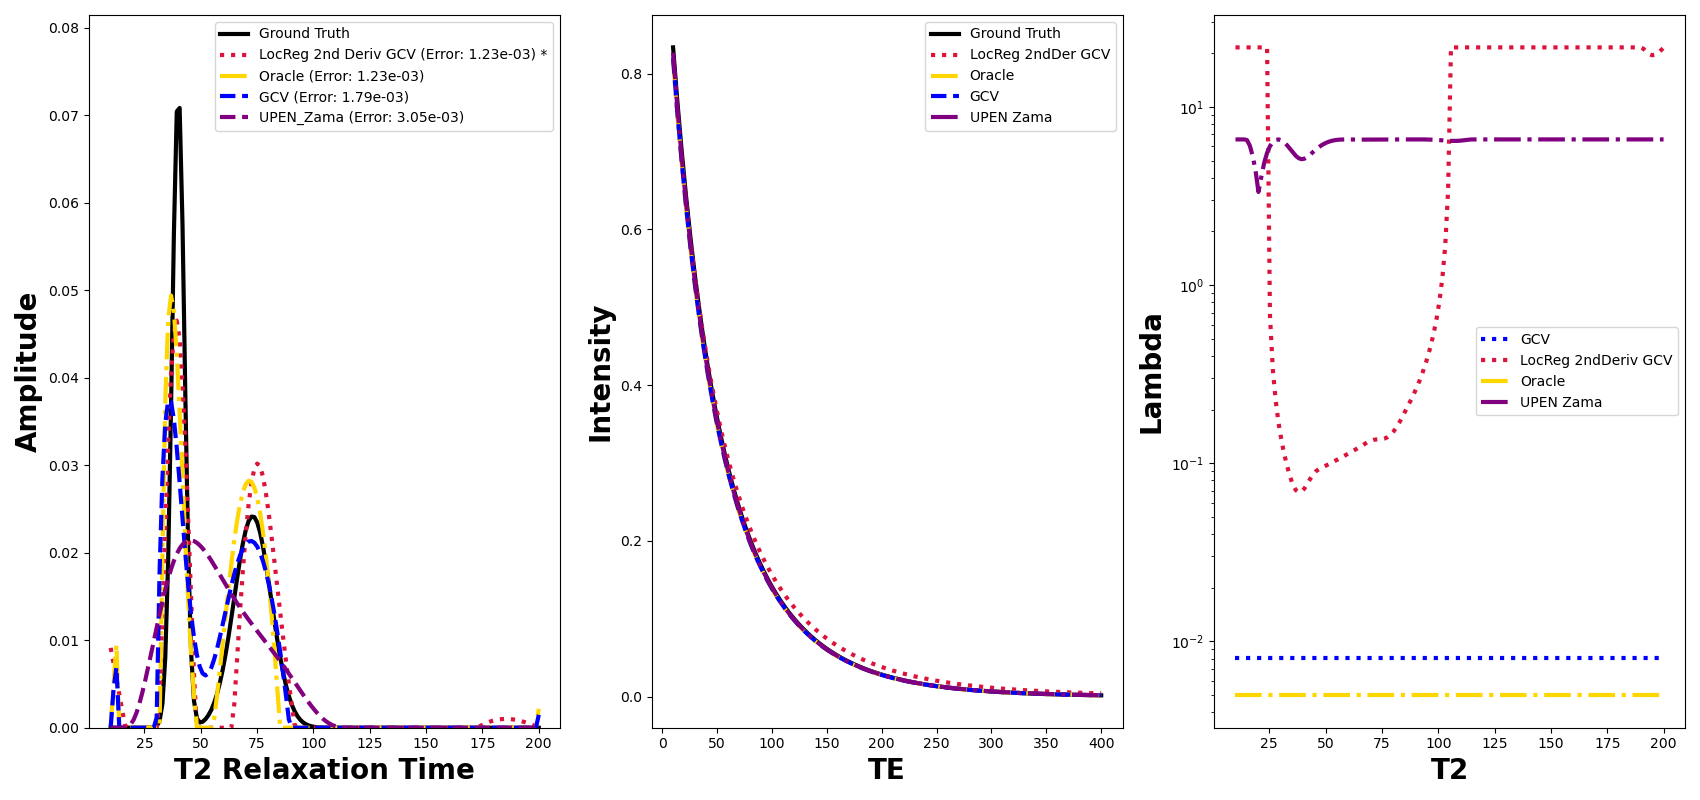 Amplitude
0.08
0.07
0.06
0.05
0.04
0.03
0.02
0.01
0.00
25 50 75 100 125 150 175 200
T2 Relaxation Time
Ground Truth
LocReg 2nd Deriv GCV (Error: 1.23e-03) *
Oracle (Error: 1.23e-03)
GCV (Error: 1.79e-03)
UPEN_Zama (Error: 3.05e-03)
Intensity
0.8
0.6
0.4
0.2
0.0
0 50 100 150 200 250 300 350 400
TE
Ground Truth
LocReg 2ndDer GCV
Oracle
GCV
UPEN Zama
Lambda
10¹
10⁰
10⁻¹
10⁻²
25 50 75 100 125 150 175 200
T2
GCV
LocReg 2ndDeriv GCV
Oracle
UPEN Zama